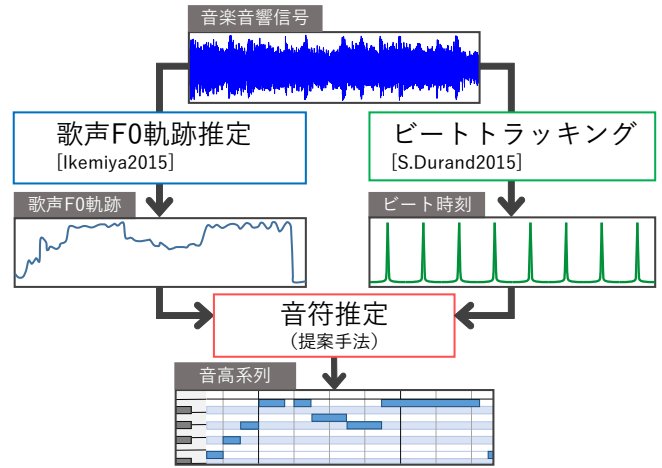 音楽音響信号
歌声F0軌跡推定
[Ikemiya2015]
ビートトラッキング
[S.Durand2015]
歌声F0軌跡
ビート時刻
音符推定
（提案手法）
音高系列